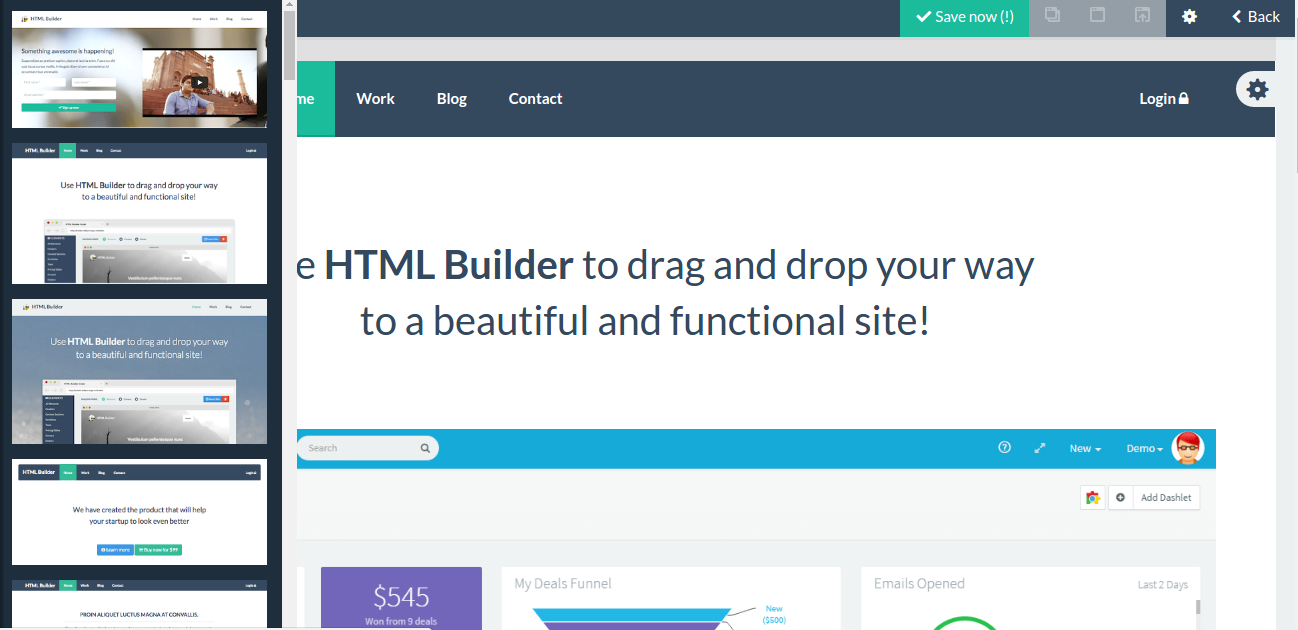 HTML Builder
Home Work Blog Contact
Something awesome is happening!
HTML Builder Home Work Blog Contact Login
Use HTML Builder to drag and drop your way
to a beautiful and functional site!
HTML Builder
Home Work Blog Contact
Use HTML Builder to drag and drop your way
to a beautiful and functional site!
HTML Builder Home Work Blog Contact Login
We have created the product that will help
your startup to look even better
Learn more Buy now for $99
HTML Builder Home Work Blog Contact Login
PROIN ALIQUET LUCTUS MAGNA AT CONVALLIS.
Save now (!) Back
me Work Blog Contact Login
e HTML Builder to drag and drop your way
to a beautiful and functional site!
Search New Demo
Add Dashlet
$545
Won from 9 deals
My Deals Funnel
New
($500)
Emails Opened Last 2 Days